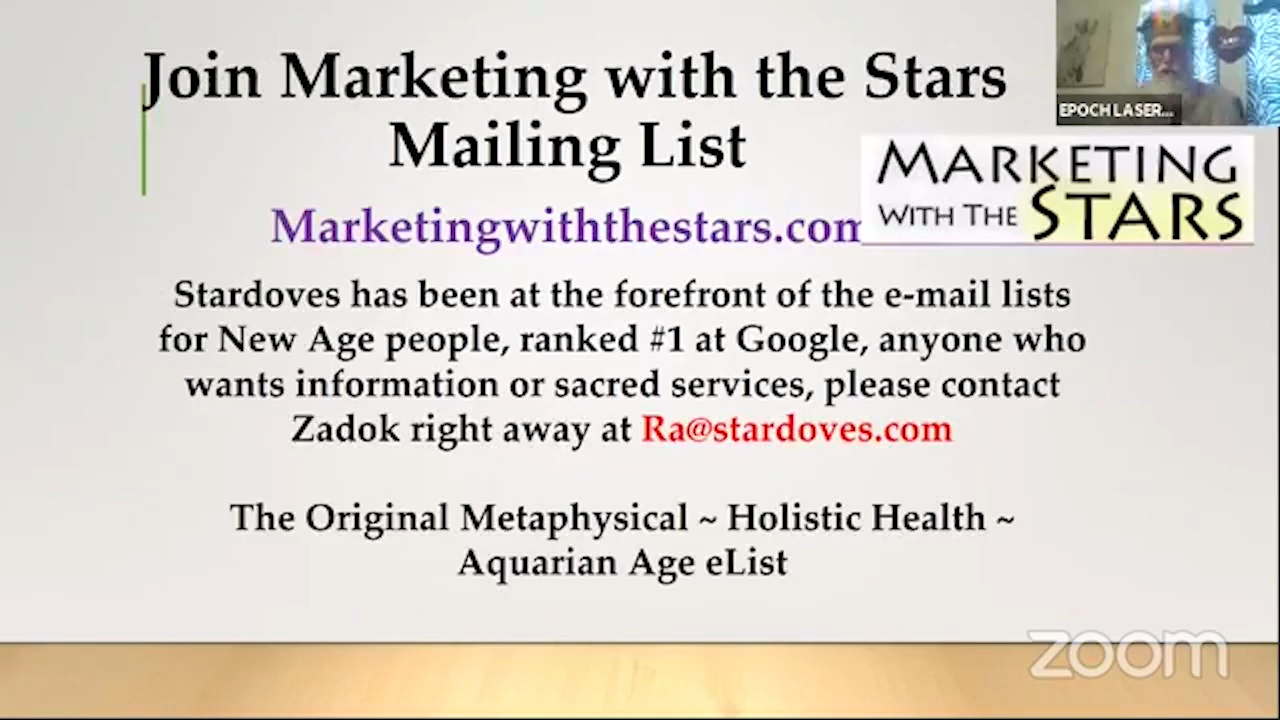 Join Marketing with the Stars
Mailing List
EPOCH LASER...
MARKETING
WITH THE STARS
Marketingwiththestars.com
Stardoves has been at the forefront of the e-mail lists
for New Age people, ranked #1 at Google, anyone who
wants information or sacred services, please contact
Zadok right away at Ra@stardoves.com
The Original Metaphysical ~ Holistic Health ~
Aquarian Age eList
zoom